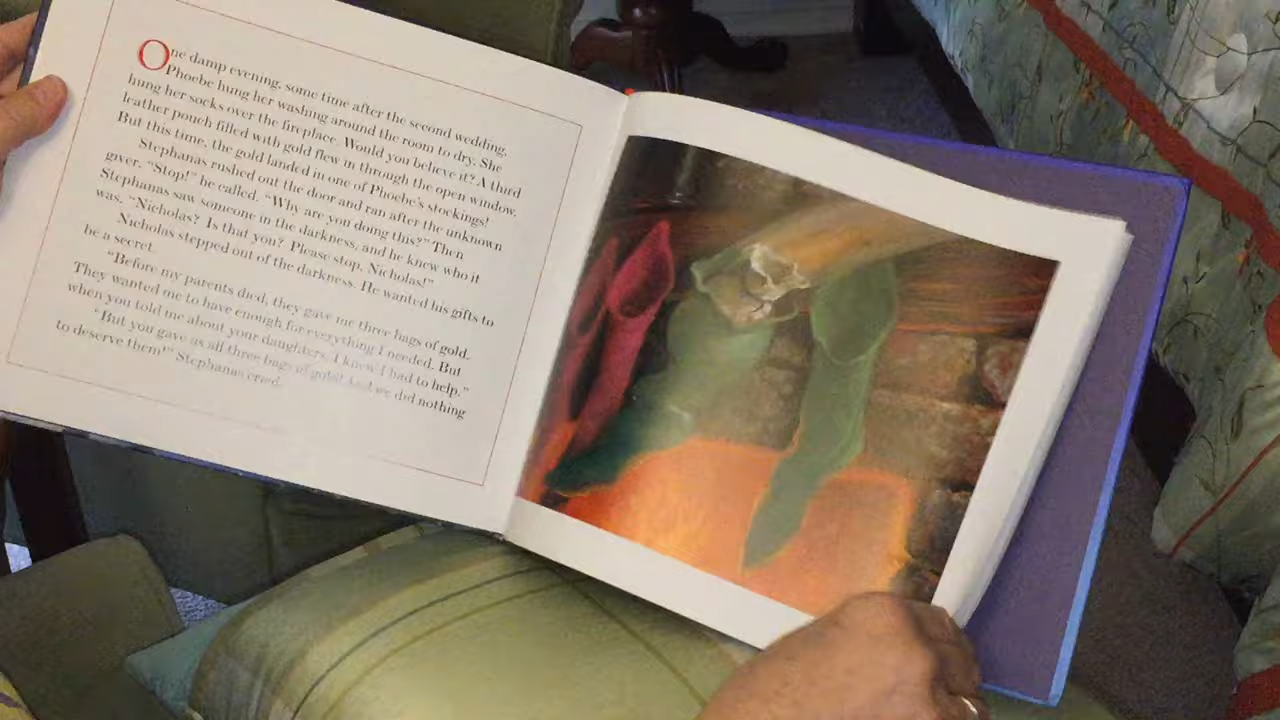 One damp evening, some time after the second wedding,
Phoebe hung her washing around the room to dry. She
hung her socks over the fireplace. Would you believe it? A third
leather pouch filled with gold flew in through the open window.
But this time, the gold landed in one of Phoebe's stockings!
Stephanas rushed out the door and ran after the unknown
giver. "Stop!" he called. "Why are you doing this?" Then
Stephanas saw someone in the darkness, and he knew who it
was. "Nicholas? Is that you? Please stop, Nicholas!"
Nicholas stepped out of the darkness. He wanted his gifts to
be a secret.
"Before my parents died, they gave me three bags of gold.
They wanted me to have enough for everything I needed. But
when you told me about your daughters, I knew I had to help."
"But you gave us all three bags of gold! And we did nothing
to deserve them!" Stephanas cried.